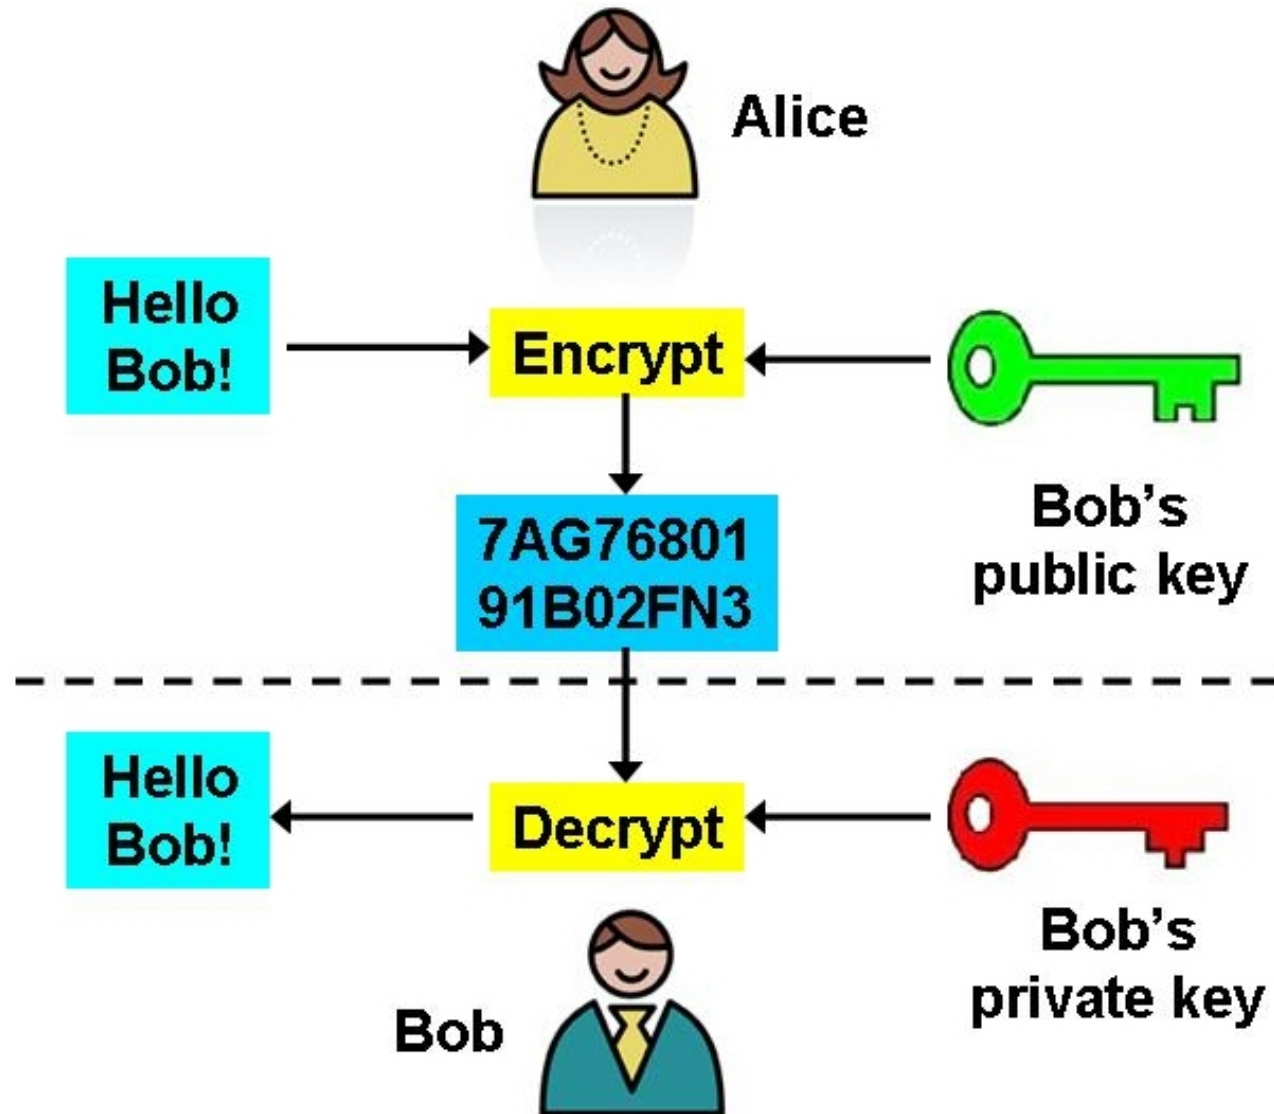 Alice
Hello
Bob!
Encrypt
7AG76801
91B02FN3
Bob’s
public key
Hello
Bob!
Decrypt
Bob’s
private key
Bob